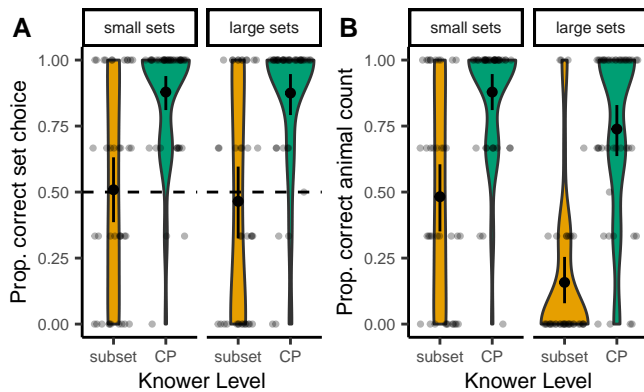 A
small sets
large sets
Prop. correct set choice
1.00
0.75
0.50
0.25
0.00
subset
CP
subset
CP
Knower Level
B
small sets
large sets
Prop. correct animal count
1.00
0.75
0.50
0.25
0.00
subset
CP
subset
CP
Knower Level